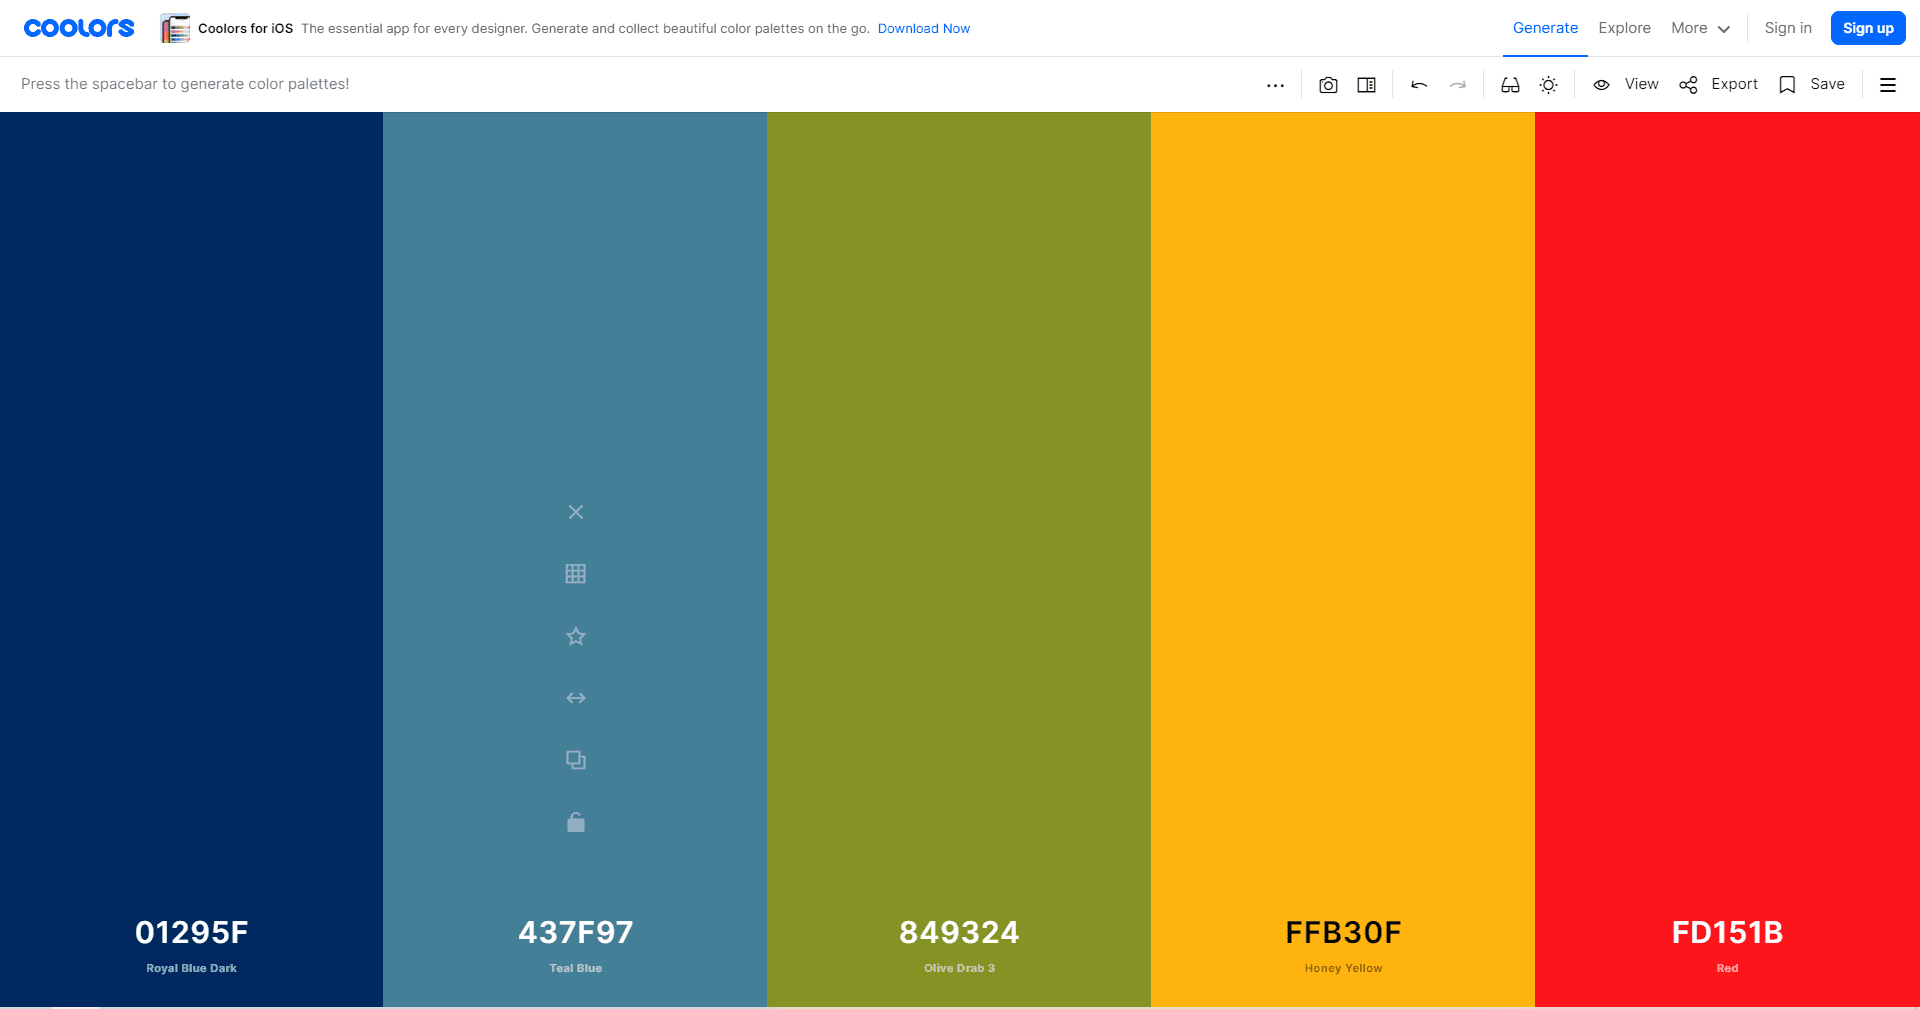 coolors Coolors for iOS The essential app for every designer. Generate and collect beautiful color palettes on the go. Download Now Generate Explore More Sign in Sign up
Press the spacebar to generate color palettes! View Export Save
01295F 437F97 849324 FFB30F FD151B
Royal Blue Dark Teal Blue Olive Drab 3 Honey Yellow Red